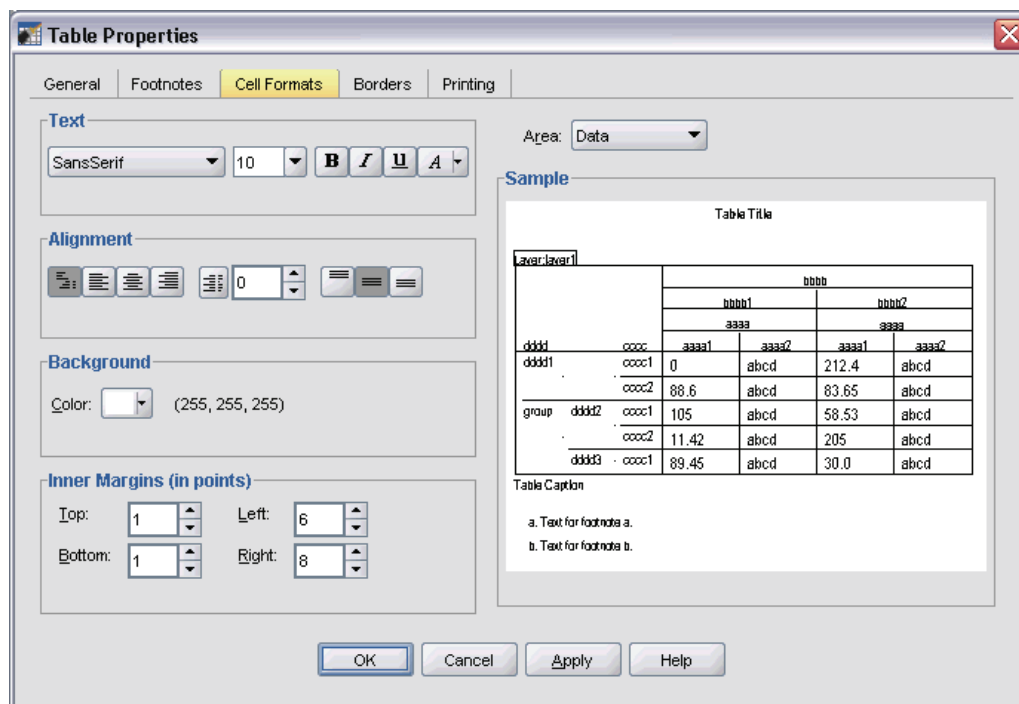 Table Properties
General Footnotes Cell Formats Borders Printing
Text
SansSerif 10 B I U A
Alignment
0
Background
Color: (255, 255, 255)
Inner Margins (in points)
Top: 1 Left: 6
Bottom: 1 Right: 8
Area: Data
Sample
Table Title
Layer:layer1
bbbb
bbbb1 bbbb2
aaaa aaaa
dddd cccc aaaa1 aaaa2 aaaa1 aaaa2
dddd1 cccc1 0 abcd 212.4 abcd
cccc2 88.6 abcd 83.65 abcd
group dddd2 cccc1 105 abcd 58.53 abcd
cccc2 11.42 abcd 205 abcd
dddd3 cccc1 89.45 abcd 30.0 abcd
Table Caption
a. Text for footnote a.
b. Text for footnote b.
OK Cancel Apply Help